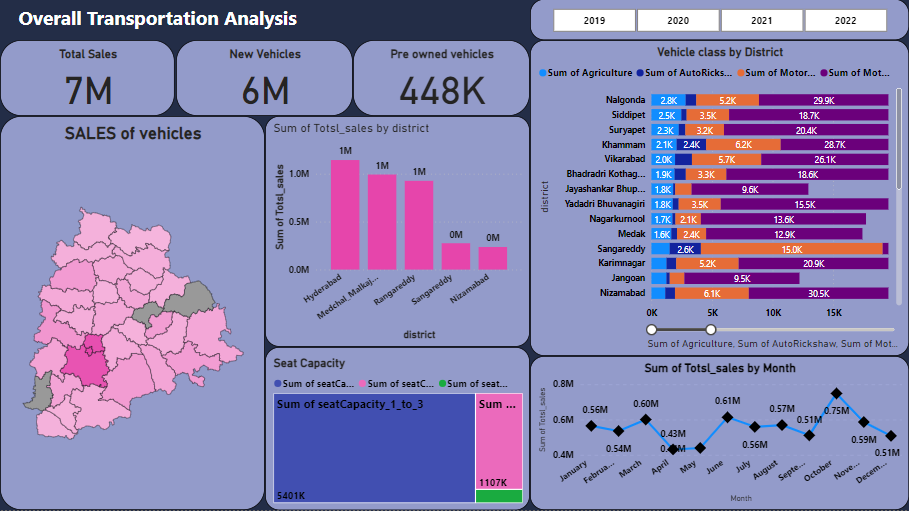 Overall Transportation Analysis
2019 2020 2021 2022
Total Sales
7M
New Vehicles
6M
Pre owned vehicles
448K
SALES of vehicles
Sum of Totsl_sales by district
Sum of Totsl_sales
1.0M
0.5M
0.0M
1M
1M
1M
0M
0M
Hyderabad
Medchal_Malkaj...
Rangareddy
Sangareddy
Nizamabad
district
Seat Capacity
Sum of seatCa... Sum of seatC... Sum of seat...
Sum of seatCapacity_1_to_3
5401K
Sum ...
1107K
Vehicle class by District
Sum of Agriculture Sum of AutoRicks... Sum of Motor... Sum of Mot...
district
Nalgonda 2.8K 5.2K 29.9K
Siddipet 2.5K 3.5K 18.7K
Suryapet 2.3K 3.2K 20.4K
Khammam 2.1K 2.4K 6.2K 28.7K
Vikarabad 2.0K 5.7K 26.1K
Bhadradri Kothag... 1.9K 3.3K 18.6K
Jayashankar Bhup... 1.8K 9.6K
Yadadri Bhuvanagiri 1.8K 3.5K 15.5K
Nagarkurnool 1.7K 2.1K 13.6K
Medak 1.6K 2.4K 12.9K
Sangareddy 2.6K 15.0K
Karimnagar 5.2K 20.9K
Jangoan 9.5K
Nizamabad 6.1K 30.5K
0K 5K 10K 15K
Sum of Agriculture, Sum of AutoRickshaw, Sum of Mot...
Sum of Totsl_sales by Month
Sum of Totsl_sales
0.8M
0.6M
0.4M
0.56M
0.54M
0.60M
0.43M
0.61M
0.56M
0.57M
0.51M
0.75M
0.59M
0.51M
January
Februa...
March
April
May
June
July
August
Septe...
October
Nove...
Decem...
Month